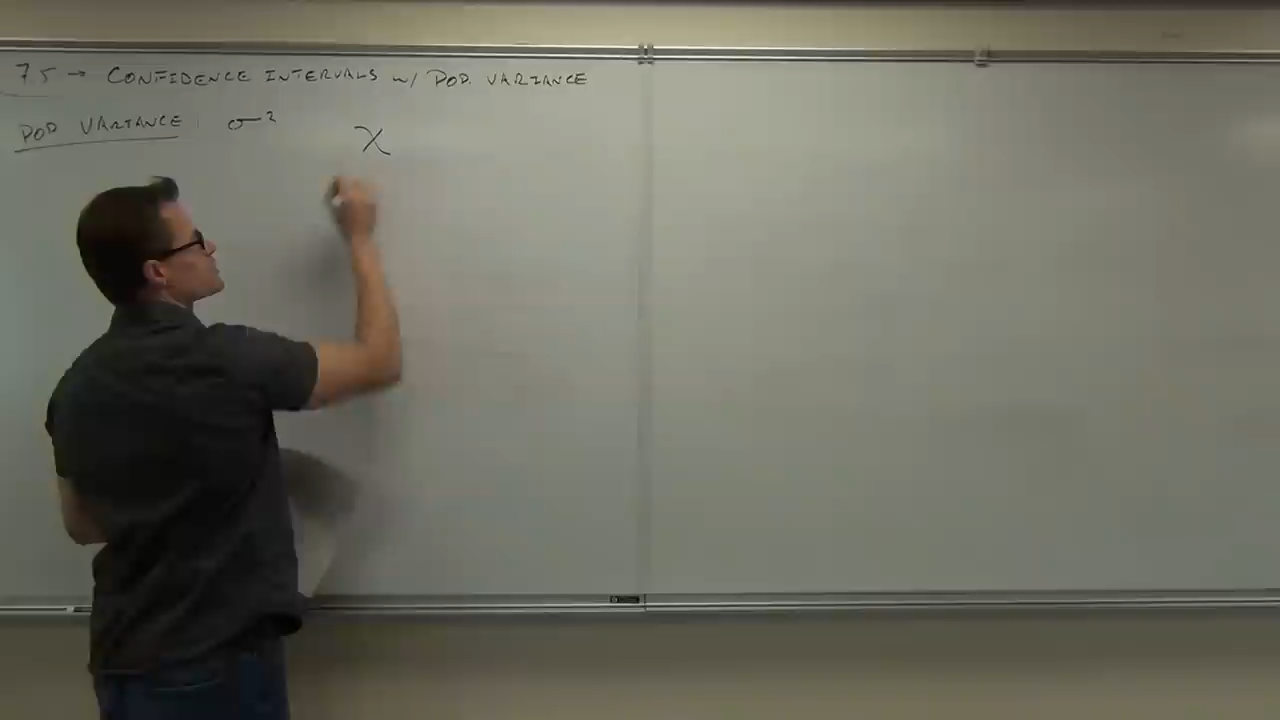 7.5 → CONFIDENCE INTERVALS w/ POP. VARIANCE
POP VARIANCE: σ² χ